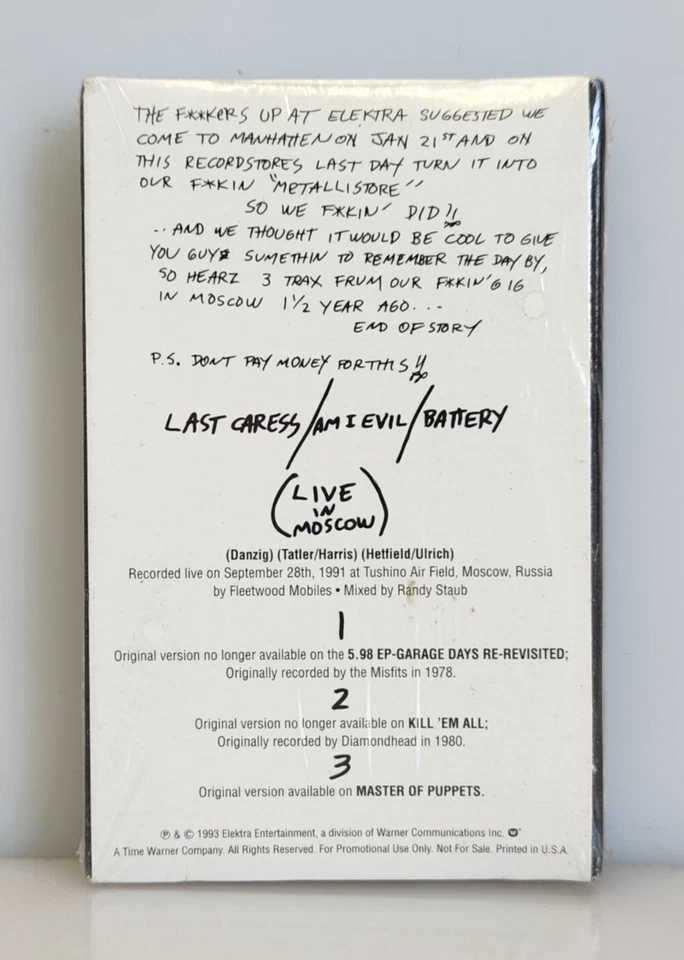 THE F**KERS UP AT ELEKTRA SUGGESTED WE
COME TO MANHATTEN ON JAN 21ST AND ON
THIS RECORDSTORES LAST DAY TURN IT INTO
OUR F*KKIN "METALLISTORE"
SO WE F*KKIN' DID!!
.. AND WE THOUGHT IT WOULD BE COOL TO GIVE
YOU GUYS SUMETHIN TO REMEMBER THE DAY BY,
SO HEARZ 3 TRAX FRUM OUR F*KKIN' GIG
IN MOSCOW 1½ YEAR AGO...
END OF STORY
P.S. DONT PAY MONEY FOR THIS!!
LAST CARESS/AM I EVIL/BATTERY
(LIVE
IN
MOSCOW)
(Danzig) (Tatler/Harris) (Hetfield/Ulrich)
Recorded live on September 28th, 1991 at Tushino Air Field, Moscow, Russia
by Fleetwood Mobiles • Mixed by Randy Staub
1
Original version no longer available on the 5.98 EP-GARAGE DAYS RE-REVISITED;
Originally recorded by the Misfits in 1978.
2
Original version no longer available on KILL 'EM ALL;
Originally recorded by Diamondhead in 1980.
3
Original version available on MASTER OF PUPPETS.
℗ & © 1993 Elektra Entertainment, a division of Warner Communications Inc.
A Time Warner Company. All Rights Reserved. For Promotional Use Only. Not For Sale. Printed in U.S.A.